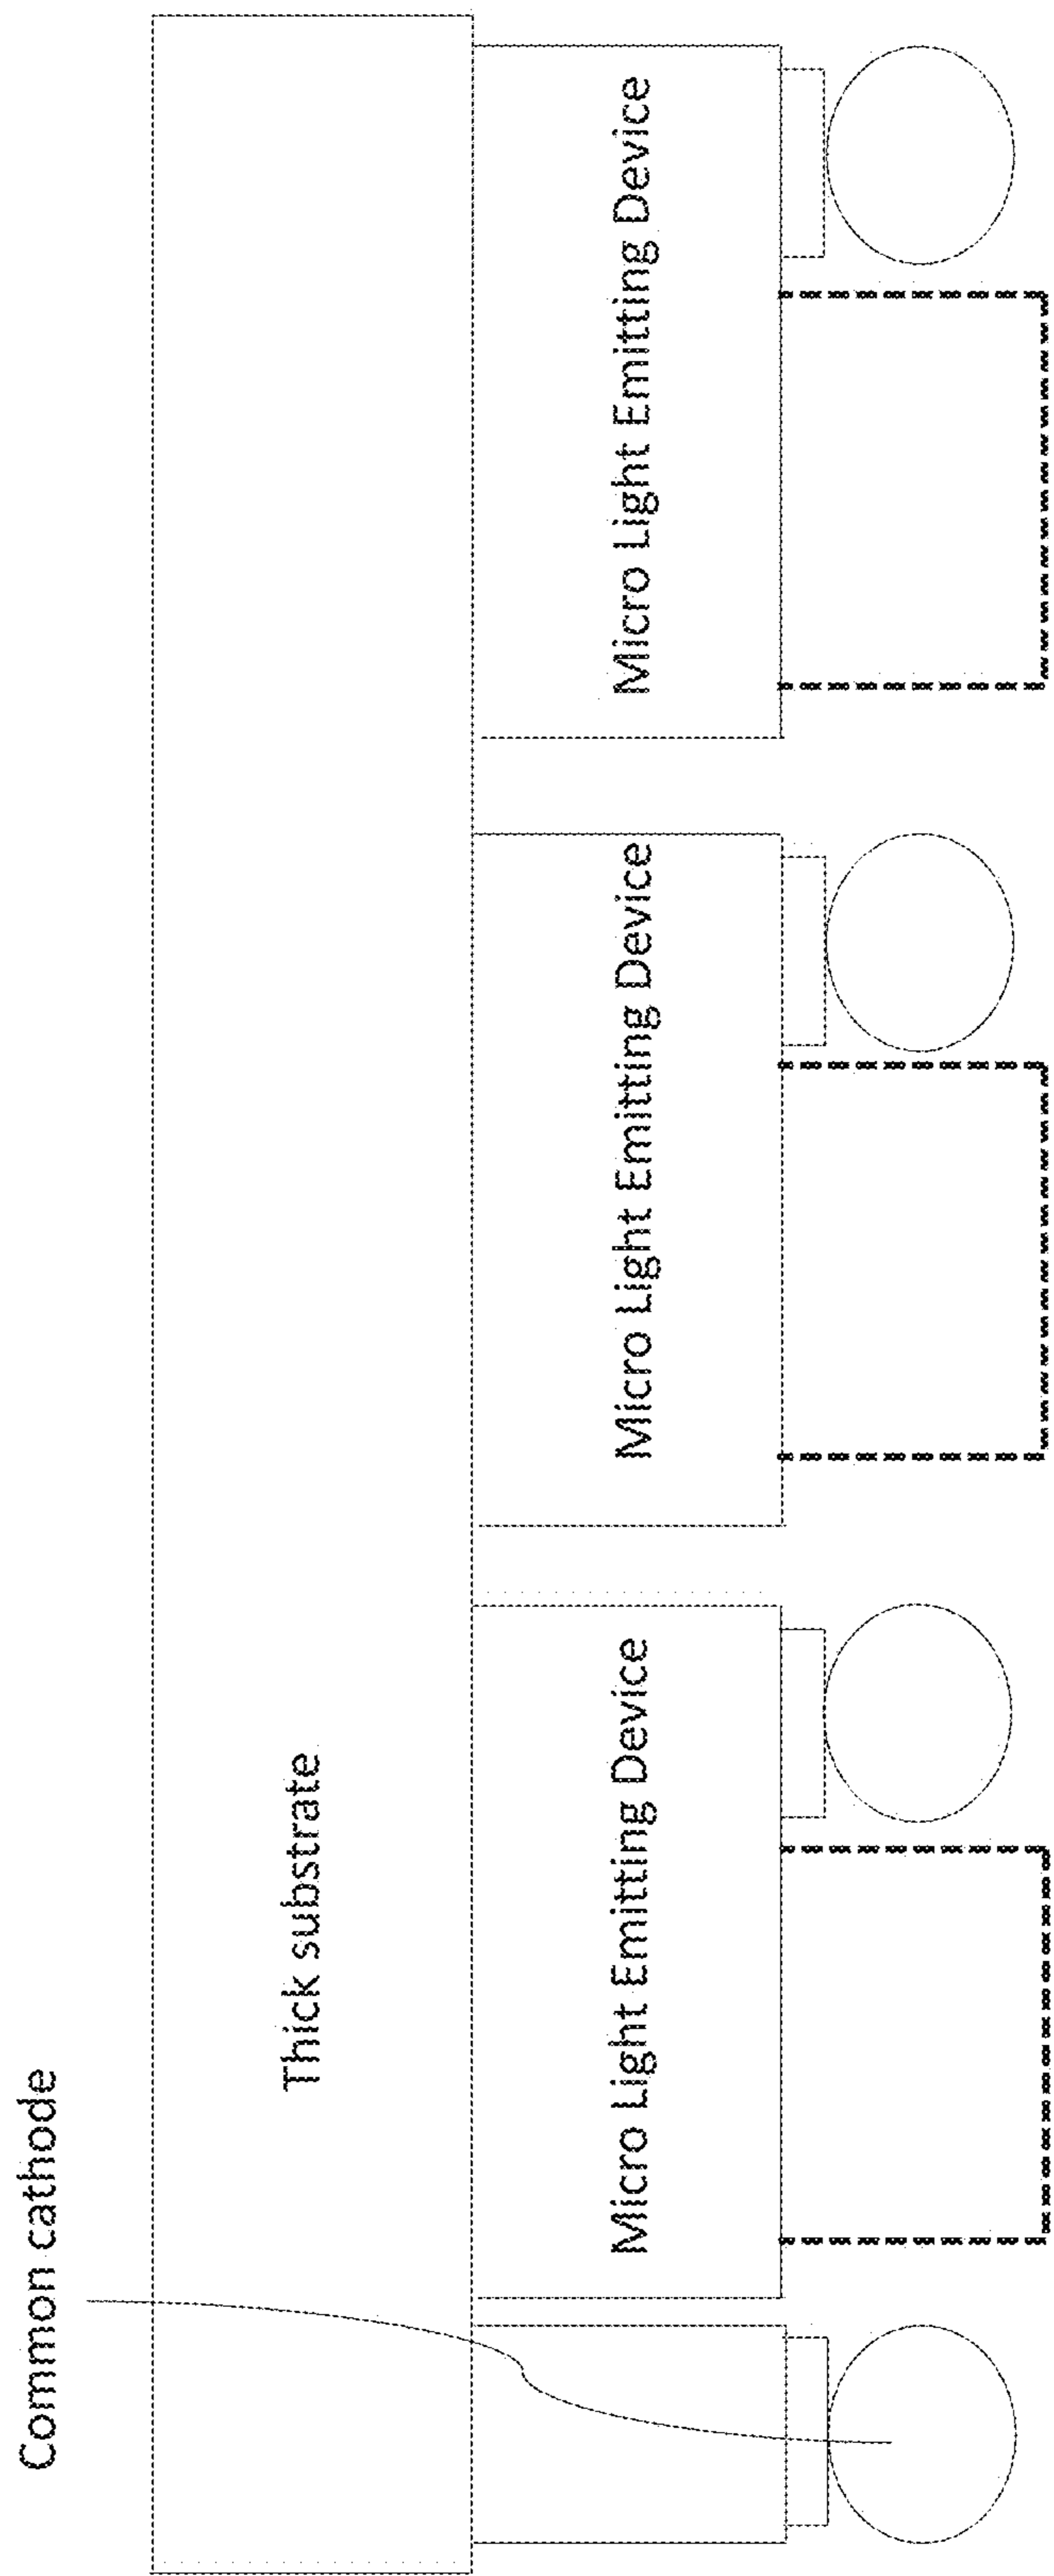 Common cathode
Thick substrate
Micro Light Emitting Device
Micro Light Emitting Device
Micro Light Emitting Device